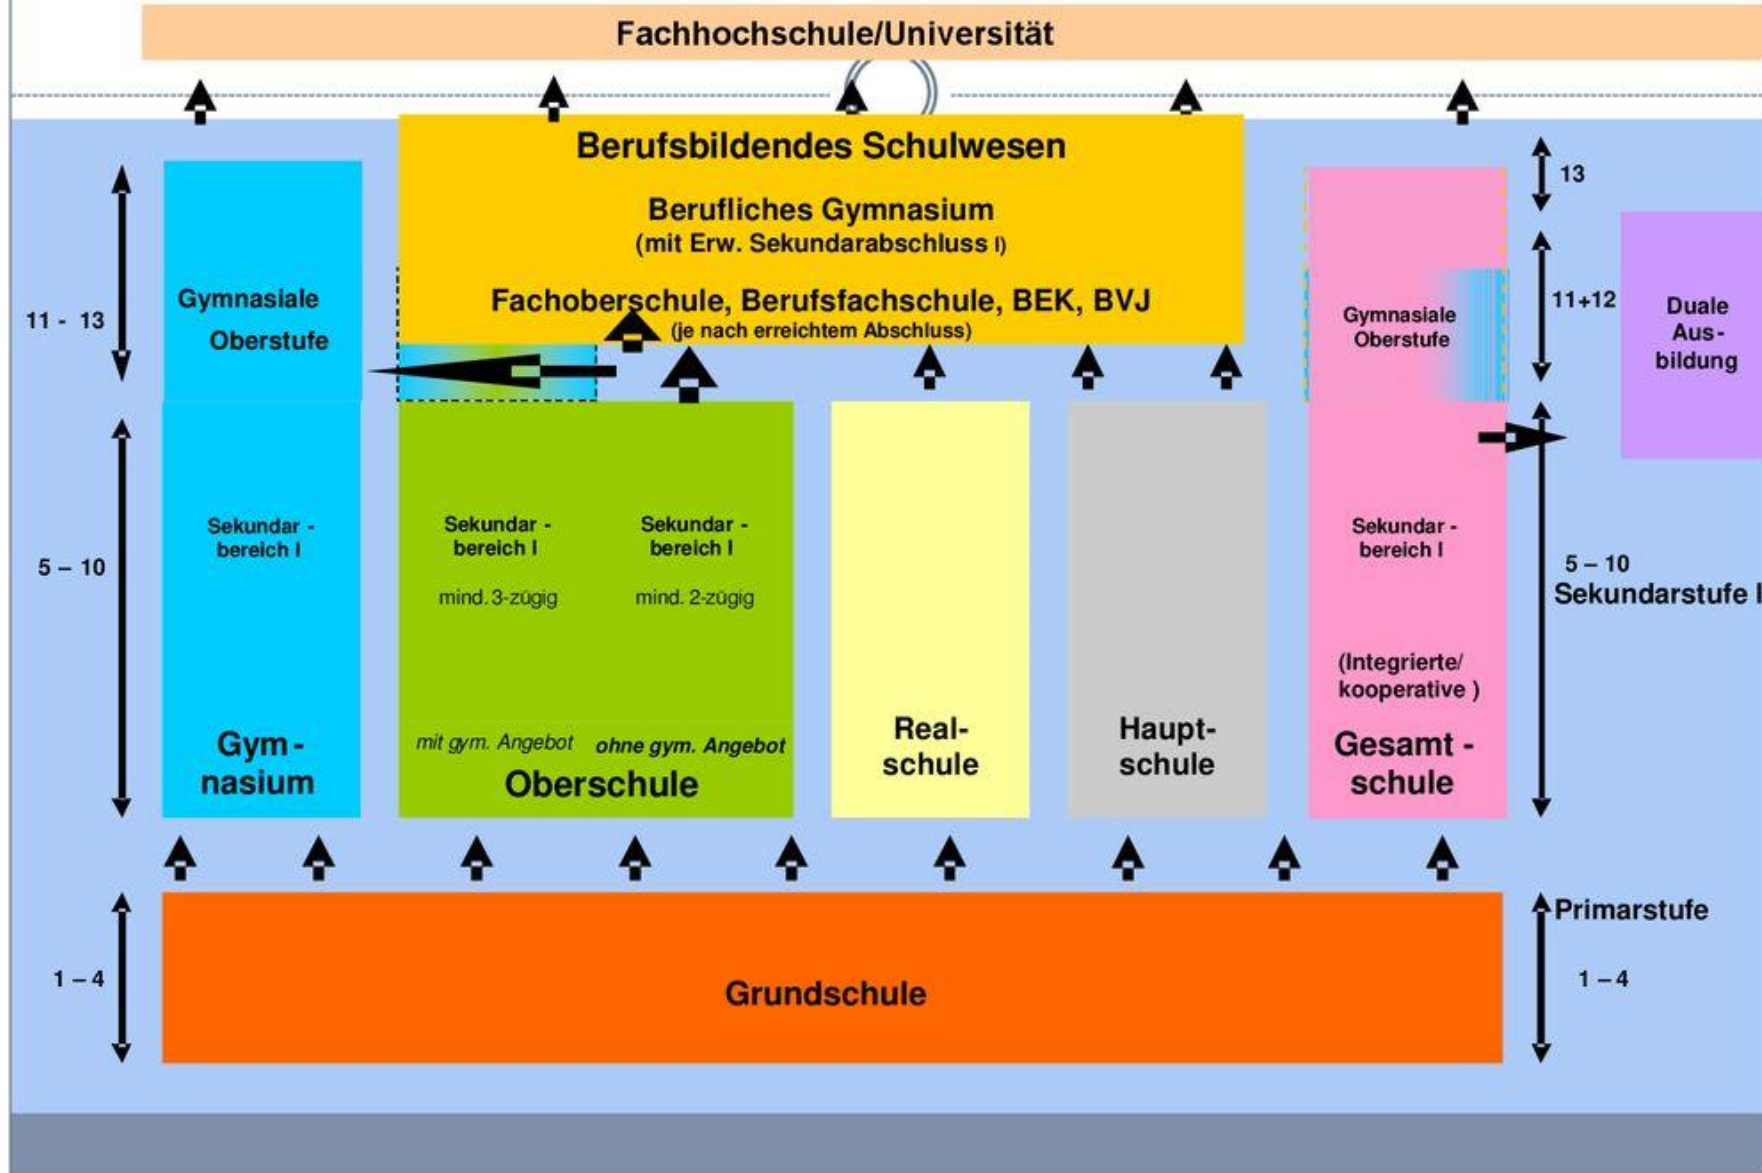 Fachhochschule/Universität
Berufsbildendes Schulwesen
Berufliches Gymnasium
(mit Erw. Sekundarabschluss I)
Fachoberschule, Berufsfachschule, BEK, BVJ
(je nach erreichtem Abschluss)
11 - 13
Gymnasiale
Oberstufe
Gymnasiale
Oberstufe
13
11+12
Duale
Aus-
bildung
5 – 10
Sekundar -
bereich I
Gym -
nasium
Sekundar -
bereich I
mind. 3-zügig
mit gym. Angebot
Sekundar -
bereich I
mind. 2-zügig
ohne gym. Angebot
Oberschule
Real-
schule
Haupt-
schule
Sekundar -
bereich I
(Integrierte/
kooperative )
Gesamt -
schule
5 – 10
Sekundarstufe I
1 – 4
Grundschule
Primarstufe
1 – 4